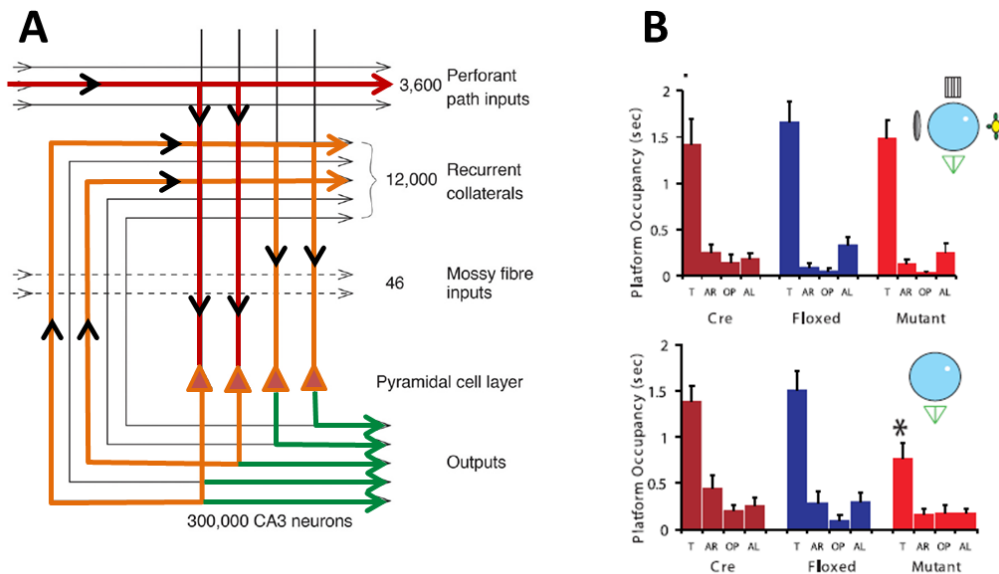 A
3,600
Perforant
path inputs
12,000
Recurrent
collaterals
46
Mossy fibre
inputs
Pyramidal cell layer
Outputs
300,000 CA3 neurons
B
Platform Occupancy (sec)
2
1.5
1
0.5
0
T AR OP AL T AR OP AL T AR OP AL
Cre Floxed Mutant
Platform Occupancy (sec)
2
1.5
1
0.5
0
*
T AR OP AL T AR OP AL T AR OP AL
Cre Floxed Mutant